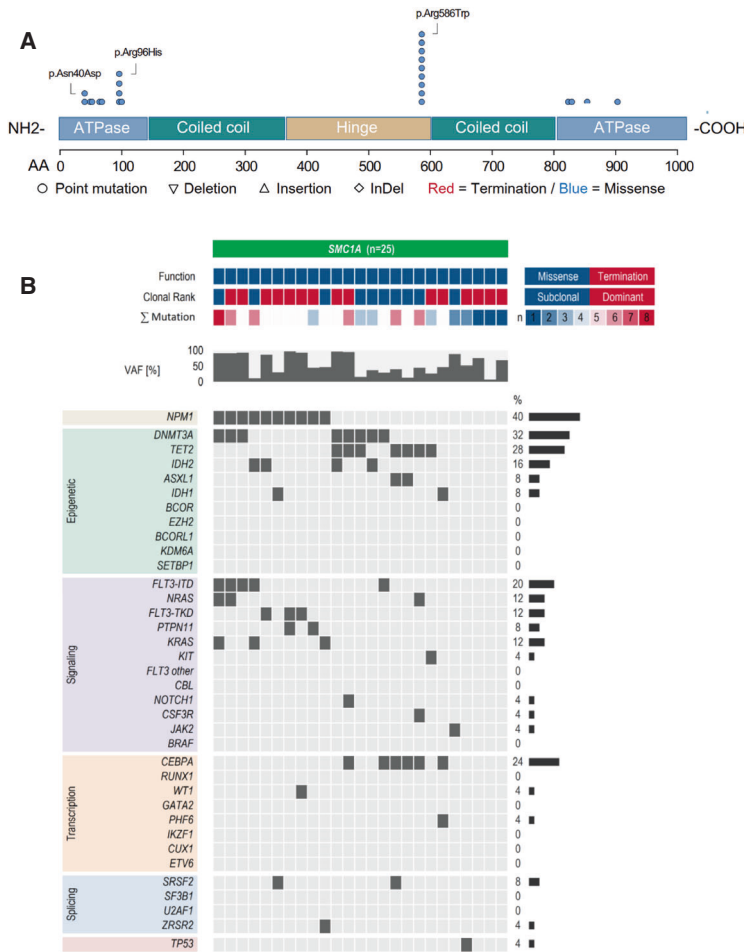 A
p.Arg586Trp
p.Arg96His
p.Asn40Asp
NH2- ATPase Coiled coil Hinge Coiled coil ATPase -COOH
AA 0 100 200 300 400 500 600 700 800 900 1000
Point mutation Deletion Insertion InDel Red = Termination / Blue = Missense
B
SMC1A (n=25)
Function Missense Termination
Clonal Rank Subclonal Dominant
∑ Mutation n 1 2 3 4 5 6 7 8
VAF [%] 100 50 0
%
NPM1 40
Epigenetic
DNMT3A 32
TET2 28
IDH2 16
ASXL1 8
IDH1 8
BCOR 0
EZH2 0
BCORL1 0
KDM6A 0
SETBP1 0
Signaling
FLT3-ITD 20
NRAS 12
FLT3-TKD 12
PTPN11 8
KRAS 12
KIT 4
FLT3 other 0
CBL 0
NOTCH1 4
CSF3R 4
JAK2 4
BRAF 0
Transcription
CEBPA 24
RUNX1 0
WT1 4
GATA2 0
PHF6 4
IKZF1 0
CUX1 0
ETV6 0
Splicing
SRSF2 8
SF3B1 0
U2AF1 0
ZRSR2 4
TP53 4